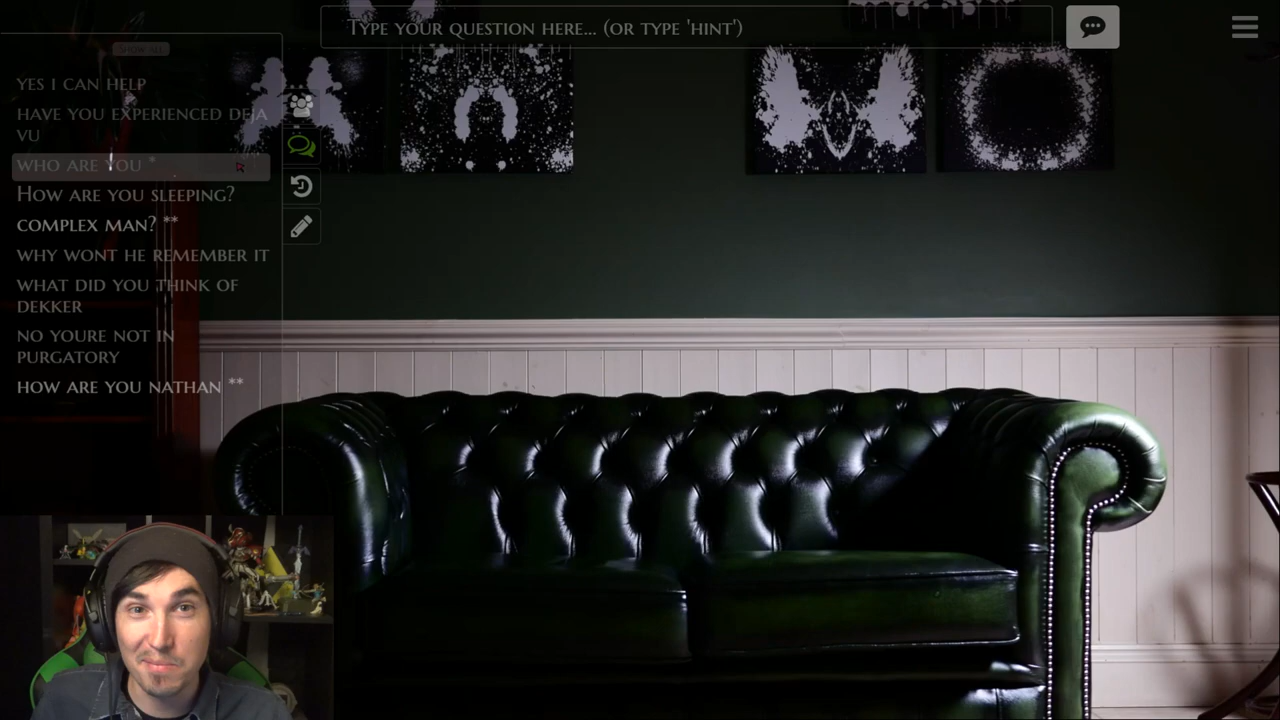 Type your question here... (or type 'hint')
Show all
yes i can help
have you experienced deja
vu
who are you *
How are you sleeping?
complex man? **
why wont he remember it
what did you think of
dekker
no youre not in
purgatory
how are you nathan **